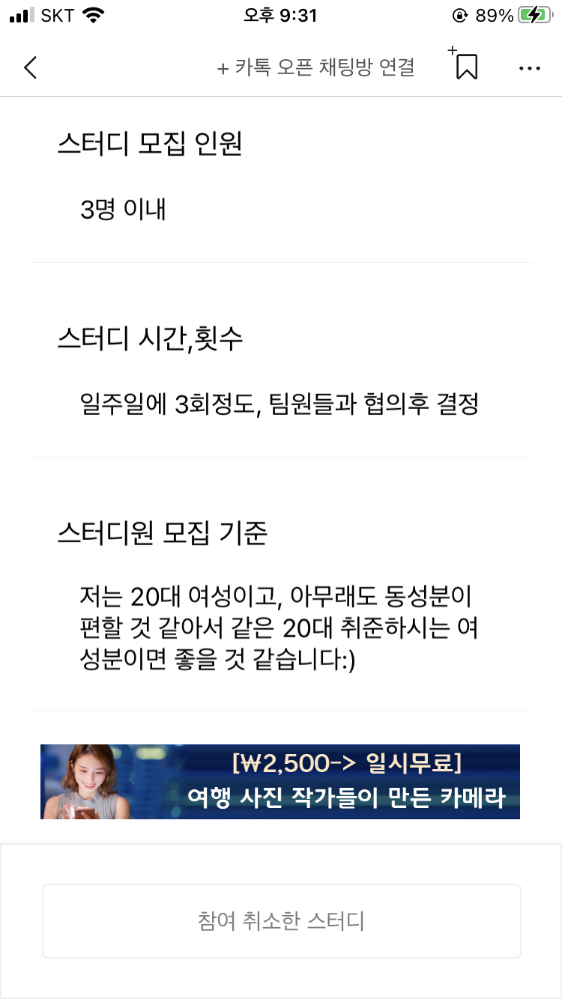 SKT 오후 9:31 89%
+ 카톡 오픈 채팅방 연결
스터디 모집 인원
3명 이내
스터디 시간,횟수
일주일에 3회정도, 팀원들과 협의후 결정
스터디원 모집 기준
저는 20대 여성이고, 아무래도 동성분이
편할 것 같아서 같은 20대 취준하시는 여
성분이면 좋을 것 같습니다:)
[₩2,500-> 일시무료]
여행 사진 작가들이 만든 카메라
참여 취소한 스터디